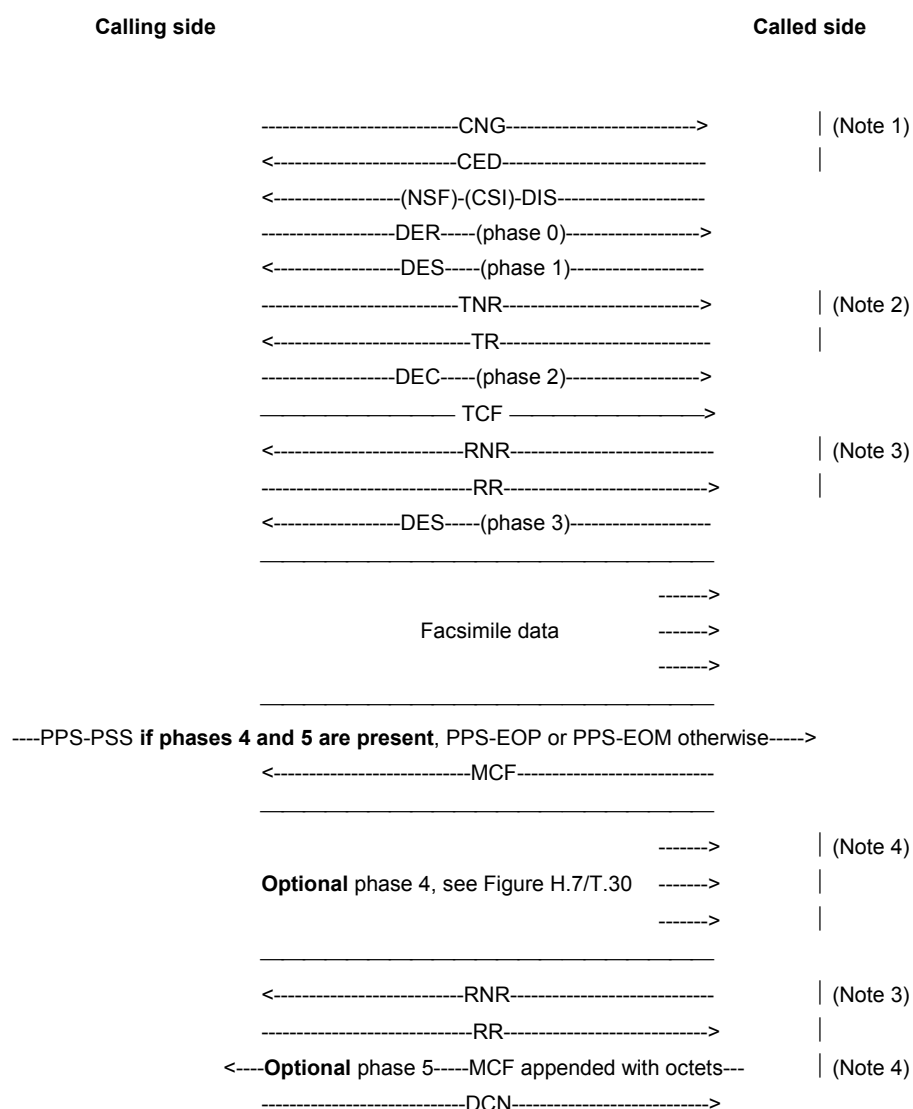 Calling side Called side
----------------------------CNG---------------------------> | (Note 1)
<--------------------------CED----------------------------- |
<------------------(NSF)-(CSI)-DIS---------------------
-------------------DER-----(phase 0)------------------->
<------------------DES-----(phase 1)-------------------
----------------------------TNR----------------------------> | (Note 2)
<----------------------------TR------------------------------ |
-------------------DEC-----(phase 2)------------------->
—————————— TCF ——————————>
<---------------------------RNR----------------------------- | (Note 3)
------------------------------RR-----------------------------> |
<------------------DES-----(phase 3)--------------------
------->
Facsimile data ------->
------->
----PPS-PSS if phases 4 and 5 are present, PPS-EOP or PPS-EOM otherwise----->
<----------------------------MCF----------------------------
-------> | (Note 4)
Optional phase 4, see Figure H.7/T.30 -------> |
-------> |
<---------------------------RNR----------------------------- | (Note 3)
------------------------------RR-----------------------------> |
<----Optional phase 5-----MCF appended with octets--- | (Note 4)
-----------------------------DCN---------------------------->